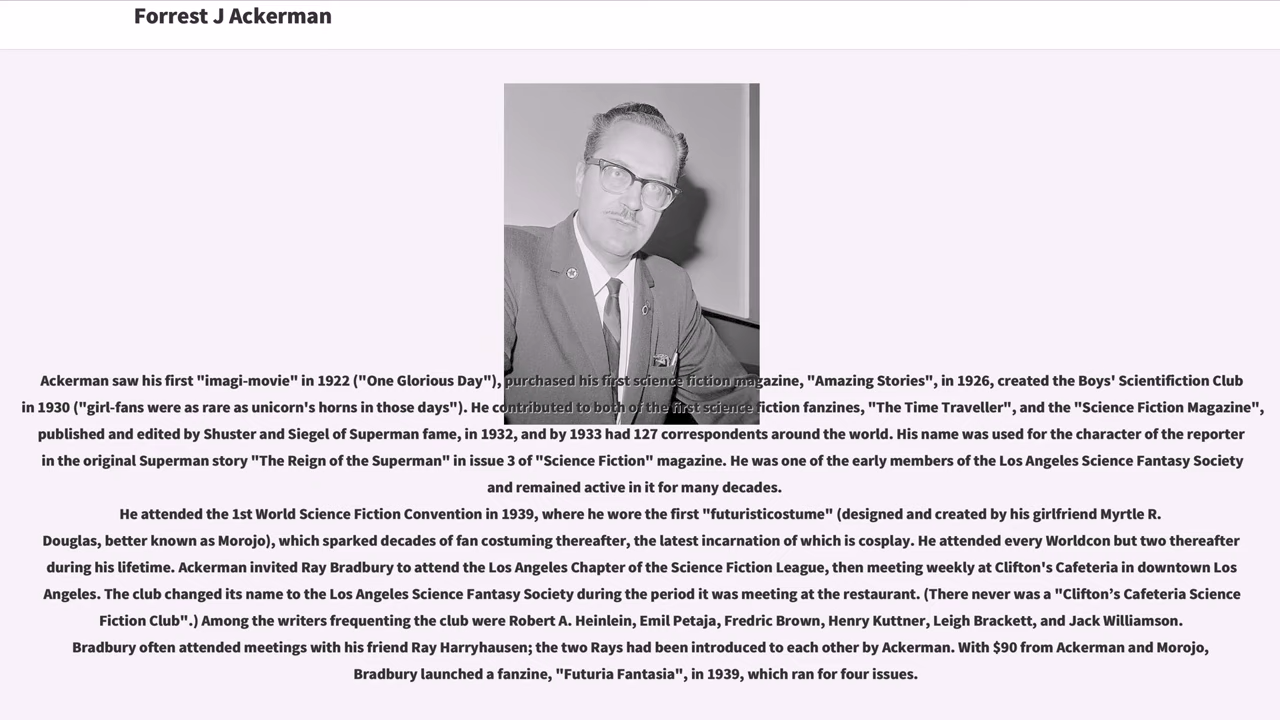 Forrest J Ackerman
Ackerman saw his first "imagi-movie" in 1922 ("One Glorious Day"), purchased his first science fiction magazine, "Amazing Stories", in 1926, created the Boys' Scientifiction Club
in 1930 ("girl-fans were as rare as unicorn's horns in those days"). He contributed to both of the first science fiction fanzines, "The Time Traveller", and the "Science Fiction Magazine",
published and edited by Shuster and Siegel of Superman fame, in 1932, and by 1933 had 127 correspondents around the world. His name was used for the character of the reporter
in the original Superman story "The Reign of the Superman" in issue 3 of "Science Fiction" magazine. He was one of the early members of the Los Angeles Science Fantasy Society
and remained active in it for many decades.
He attended the 1st World Science Fiction Convention in 1939, where he wore the first "futuristicostume" (designed and created by his girlfriend Myrtle R.
Douglas, better known as Morojo), which sparked decades of fan costuming thereafter, the latest incarnation of which is cosplay. He attended every Worldcon but two thereafter
during his lifetime. Ackerman invited Ray Bradbury to attend the Los Angeles Chapter of the Science Fiction League, then meeting weekly at Clifton's Cafeteria in downtown Los
Angeles. The club changed its name to the Los Angeles Science Fantasy Society during the period it was meeting at the restaurant. (There never was a "Clifton’s Cafeteria Science
Fiction Club".) Among the writers frequenting the club were Robert A. Heinlein, Emil Petaja, Fredric Brown, Henry Kuttner, Leigh Brackett, and Jack Williamson.
Bradbury often attended meetings with his friend Ray Harryhausen; the two Rays had been introduced to each other by Ackerman. With $90 from Ackerman and Morojo,
Bradbury launched a fanzine, "Futuria Fantasia", in 1939, which ran for four issues.